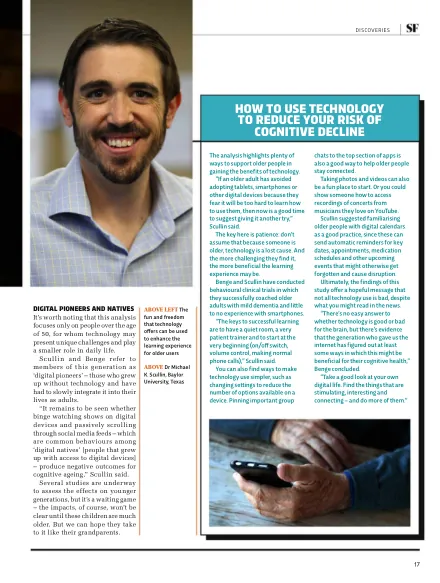 DISCOVERIES
SF
DIGITAL PIONEERS AND NATIVES
It's worth noting that this analysis
focuses only on people over the age
of 50, for whom technology may
present unique challenges and play
a smaller role in daily life.
Scullin and Benge refer to
members of this generation as
'digital pioneers' – those who grew
up without technology and have
had to slowly integrate it into their
lives as adults.
"It remains to be seen whether
binge watching shows on digital
devices and passively scrolling
through social media feeds – which
are common behaviours among
'digital natives' [people that grew
up with access to digital devices]
– produce negative outcomes for
cognitive ageing," Scullin said.
Several studies are underway
to assess the effects on younger
generations, but it's a waiting game
– the impacts, of course, won't be
clear until these children are much
older. But we can hope they take
to it like their grandparents.
ABOVE LEFT The
fun and freedom
that technology
offers can be used
to enhance the
learning experience
for older users
ABOVE Dr Michael
K. Scullin, Baylor
University, Texas
HOW TO USE TECHNOLOGY
TO REDUCE YOUR RISK OF
COGNITIVE DECLINE
The analysis highlights plenty of
ways to support older people in
gaining the benefits of technology.
"If an older adult has avoided
adopting tablets, smartphones or
other digital devices because they
fear it will be too hard to learn how
to use them, then now is a good time
to suggest giving it another try,"
Scullin said.
The key here is patience: don't
assume that because someone is
older, technology is a lost cause. And
the more challenging they find it,
the more beneficial the learning
experience may be.
Benge and Scullin have conducted
behavioural clinical trials in which
they successfully coached older
adults with mild dementia and little
to no experience with smartphones.
"The keys to successful learning
are to have a quiet room, a very
patient trainer and to start at the
very beginning (on/off switch,
volume control, making normal
phone calls)," Scullin said.
You can also find ways to make
technology use simpler, such as
changing settings to reduce the
number of options available on a
device. Pinning important group
chats to the top section of apps is
also a good way to help older people
stay connected.
Taking photos and videos can also
be a fun place to start. Or you could
show someone how to access
recordings of concerts from
musicians they love on YouTube.
Scullin suggested familiarising
older people with digital calendars
as a good practice, since these can
send automatic reminders for key
dates, appointments, medication
schedules and other upcoming
events that might otherwise get
forgotten and cause disruption.
Ultimately, the findings of this
study offer a hopeful message that
not all technology use is bad, despite
what you might read in the news.
"There's no easy answer to
whether technology is good or bad
for the brain, but there's evidence
that the generation who gave us the
internet has figured out at least
some ways in which this might be
beneficial for their cognitive health,"
Benge concluded.
"Take a good look at your own
digital life. Find the things that are
stimulating, interesting and
connecting – and do more of them."
17